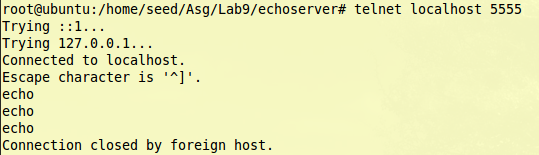 root@ubuntu:/home/seed/Asg/Lab9/echoserver# telnet localhost 5555
Trying ::1...
Trying 127.0.0.1...
Connected to localhost.
Escape character is '^]'.
echo
echo
echo
Connection closed by foreign host.